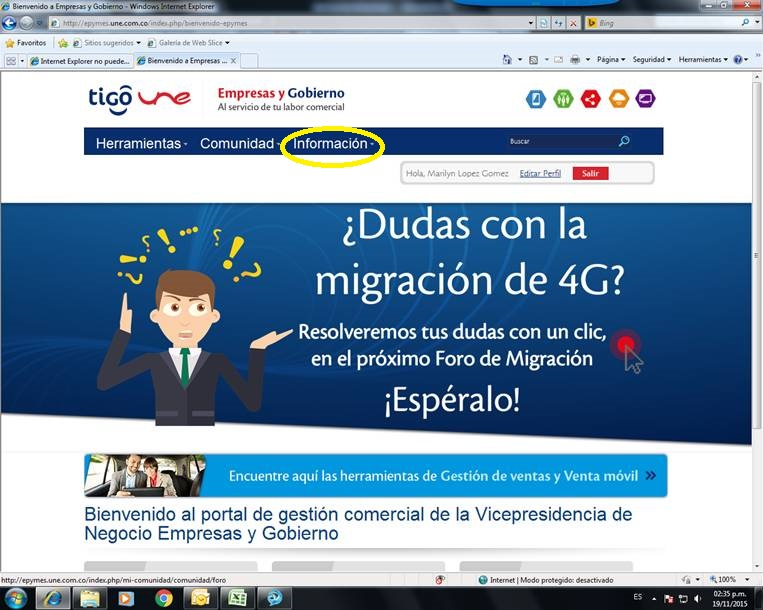 Bienvenido a Empresas y Gobierno - Windows Internet Explorer
http://epymes.une.com.co/index.php/bienvenido-epymes
Bing
Favoritos
Sitios sugeridos
Galería de Web Slice
Internet Explorer no puede...
Bienvenido a Empresas ...
Página
Seguridad
Herramientas
tigo une
Empresas y Gobierno
Al servicio de tu labor comercial
Herramientas
Comunidad
Información
Buscar
Hola, Marilyn Lopez Gomez
Editar Perfil
Salir
¿Dudas con la
migración de 4G?
Resolveremos tus dudas con un clic,
en el próximo Foro de Migración
¡Espéralo!
Encuentre aquí las herramientas de Gestión de ventas y Venta móvil »
Bienvenido al portal de gestión comercial de la Vicepresidencia de
Negocio Empresas y Gobierno
http://epymes.une.com.co/index.php/mi-comunidad/comunidad/foro
Internet | Modo protegido: desactivado
100%
ES
02:35 p.m.
19/11/2015